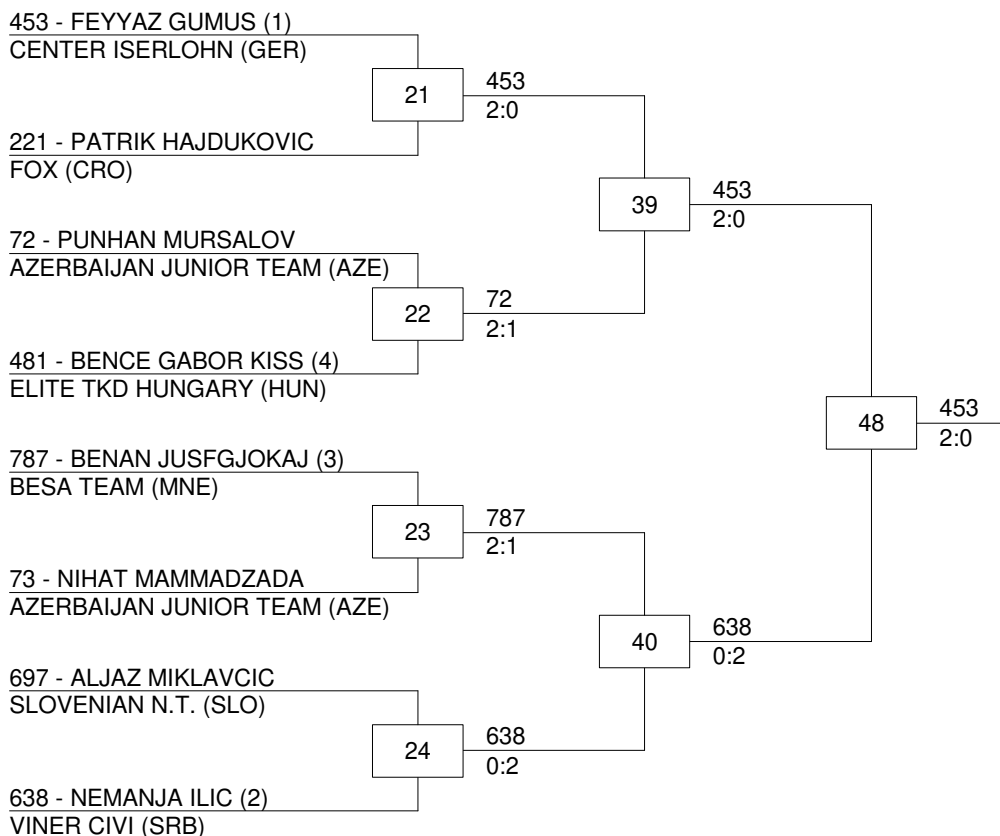 453 - FEYYAZ GUMUS (1)
CENTER ISERLOHN (GER)
21
453
2:0
221 - PATRIK HAJDUKOVIC
FOX (CRO)
39
453
2:0
72 - PUNHAN MURSALOV
AZERBAIJAN JUNIOR TEAM (AZE)
22
72
2:1
481 - BENCE GABOR KISS (4)
ELITE TKD HUNGARY (HUN)
48
453
2:0
787 - BENAN JUSFGJOKAJ (3)
BESA TEAM (MNE)
23
787
2:1
73 - NIHAT MAMMADZADA
AZERBAIJAN JUNIOR TEAM (AZE)
40
638
0:2
697 - ALJAZ MIKLAVCIC
SLOVENIAN N.T. (SLO)
24
638
0:2
638 - NEMANJA ILIC (2)
VINER CIVI (SRB)